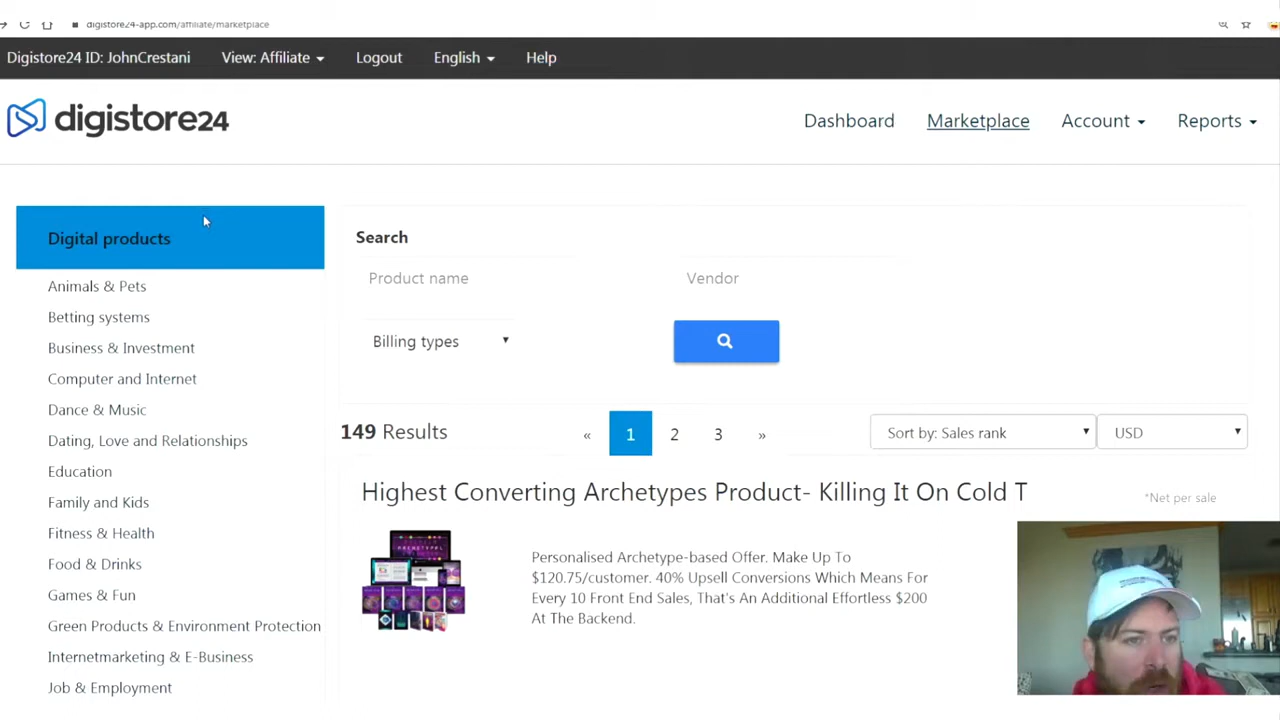 digistore24-app.com/affiliate/marketplace
Digistore24 ID: JohnCrestani View: Affiliate Logout English Help
digistore24
Dashboard Marketplace Account Reports
Digital products
Animals & Pets
Betting systems
Business & Investment
Computer and Internet
Dance & Music
Dating, Love and Relationships
Education
Family and Kids
Fitness & Health
Food & Drinks
Games & Fun
Green Products & Environment Protection
Internetmarketing & E-Business
Job & Employment
Search
Product name Vendor
Billing types
149 Results « 1 2 3 » Sort by: Sales rank USD
Highest Converting Archetypes Product- Killing It On Cold T
*Net per sale
Personalised Archetype-based Offer. Make Up To
$120.75/customer. 40% Upsell Conversions Which Means For
Every 10 Front End Sales, That's An Additional Effortless $200
At The Backend.